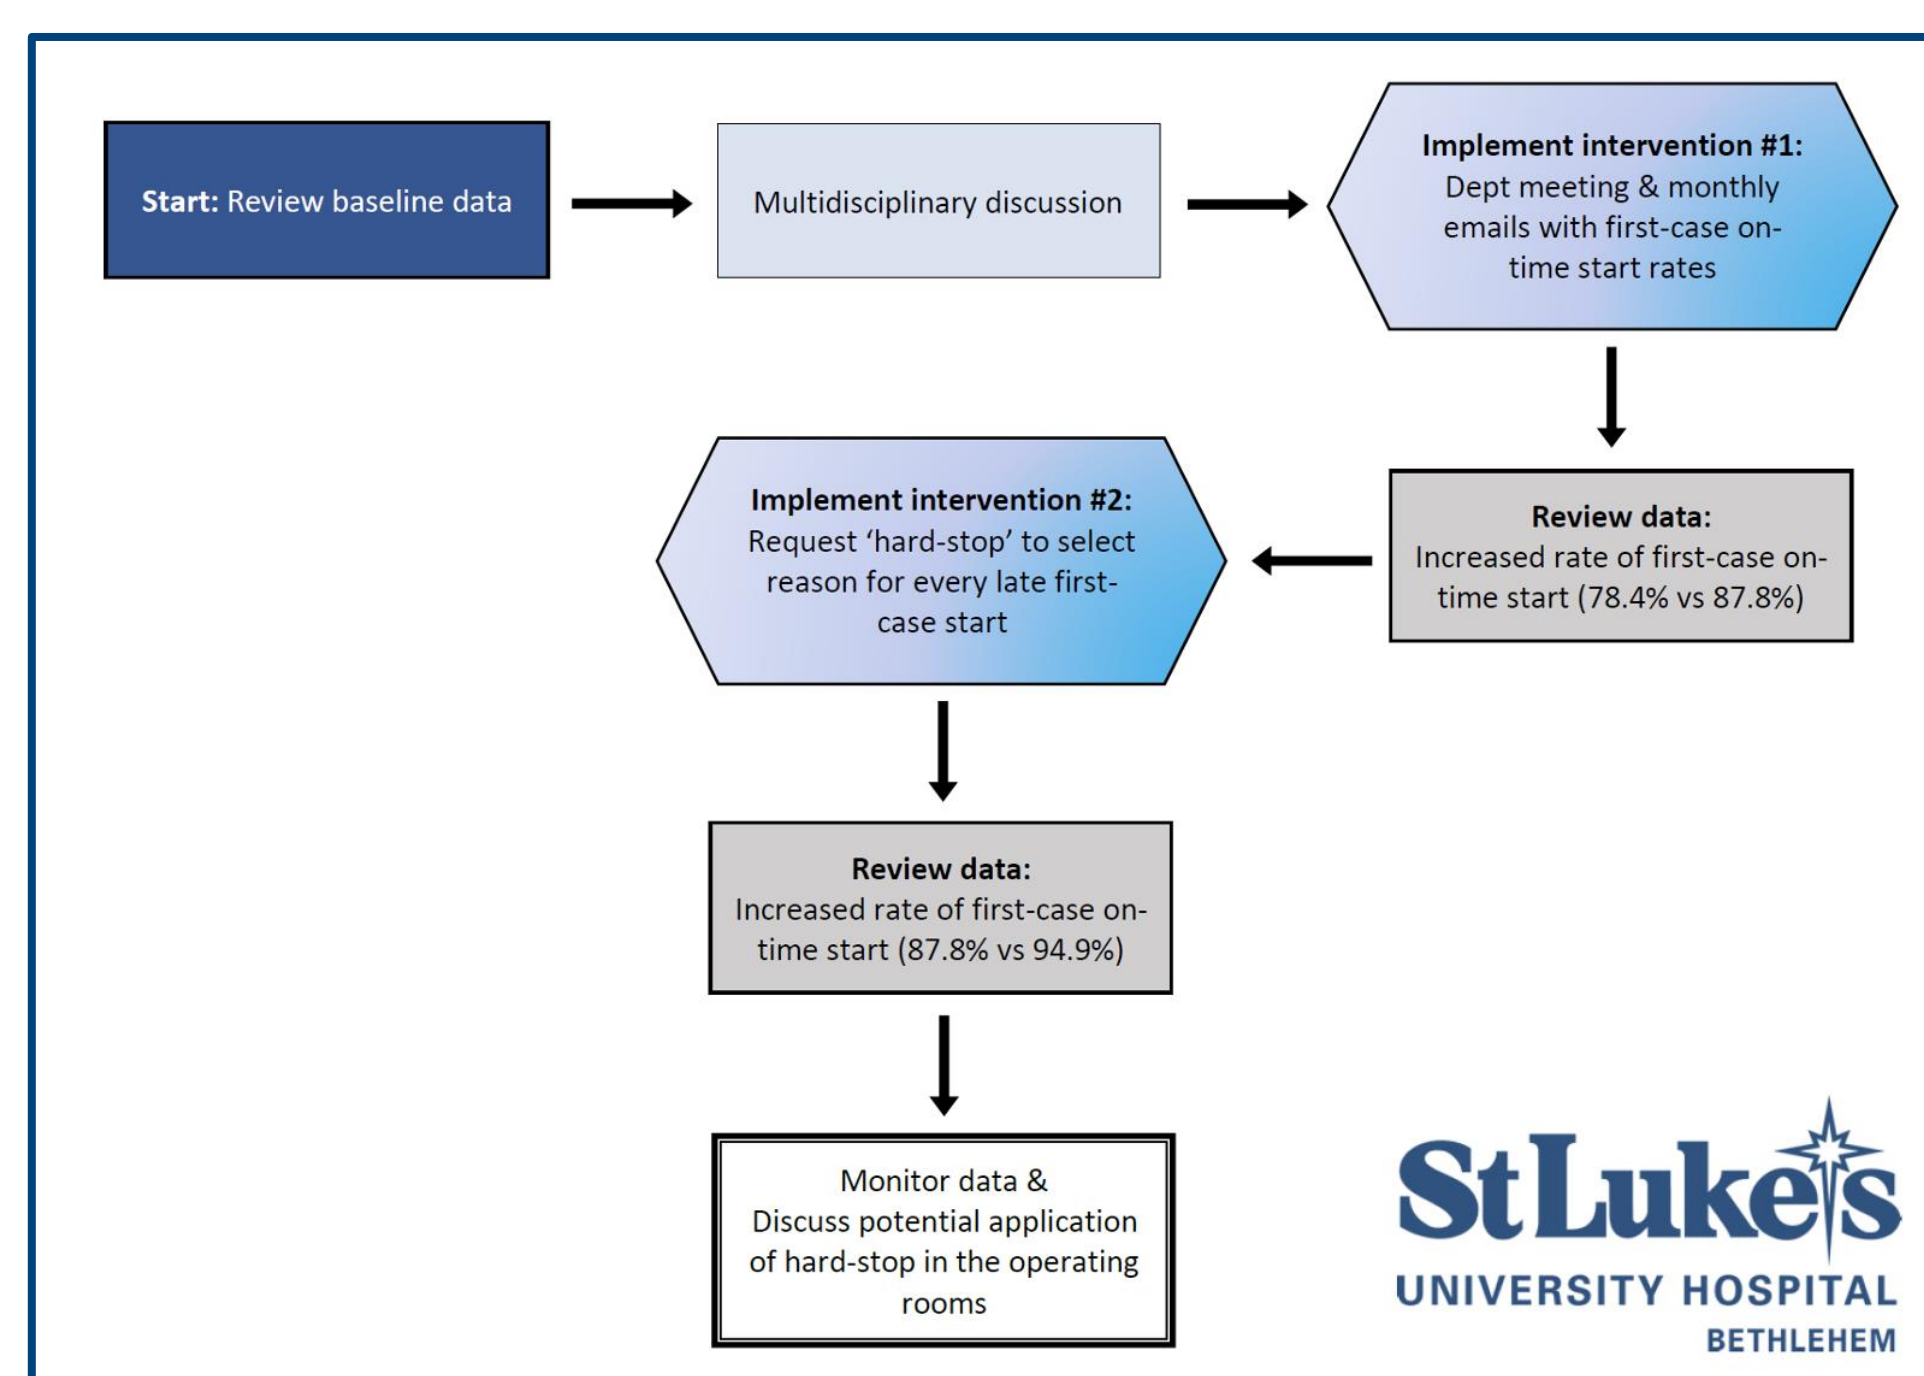 Start: Review baseline data
Multidisciplinary discussion
Implement intervention #1:
Dept meeting & monthly
emails with first-case on-
time start rates
Review data:
Increased rate of first-case on-
time start (78.4% vs 87.8%)
Implement intervention #2:
Request ‘hard-stop’ to select
reason for every late first-
case start
Review data:
Increased rate of first-case on-
time start (87.8% vs 94.9%)
Monitor data &
Discuss potential application
of hard-stop in the operating
rooms
St Luke's
UNIVERSITY HOSPITAL
BETHLEHEM